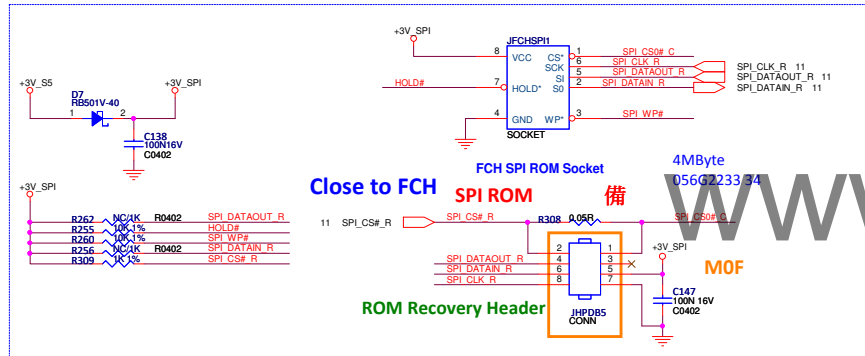 +3V_S5
D7
RB501V-40
1
2
+3V_SPI
C138
100N16V
C0402
+3V_SPI
R262 NC/1K R0402 SPI_DATAOUT_R
R255 10K 1% HOLD#
R260 10K 1% SPI_WP#
R256 NC/1K R0402 SPI_DATAIN_R
R309 1K 1% SPI_CS#_R
+3V_SPI
JFCHSPI1
8 VCC CS* 1 SPI_CS0#_C
SCK 6 SPI_CLK_R SPI_CLK_R 11
SI 5 SPI_DATAOUT_R SPI_DATAOUT_R 11
HOLD# 7 HOLD* S0 2 SPI_DATAIN_R SPI_DATAIN_R 11
4 GND WP* 3 SPI_WP#
SOCKET
FCH SPI ROM Socket
4MByte
056G2233 34
Close to FCH
SPI ROM
備
WWW
11 SPI_CS#_R SPI_CS#_R R308 0.05R SPI_CS0#_C
2 1
SPI_DATAOUT_R 4 3
SPI_DATAIN_R 6 5
SPI_CLK_R 8 7
+3V_SPI
M0F
ROM Recovery Header
JHPDB5
CONN
C147
100N 16V
C0402